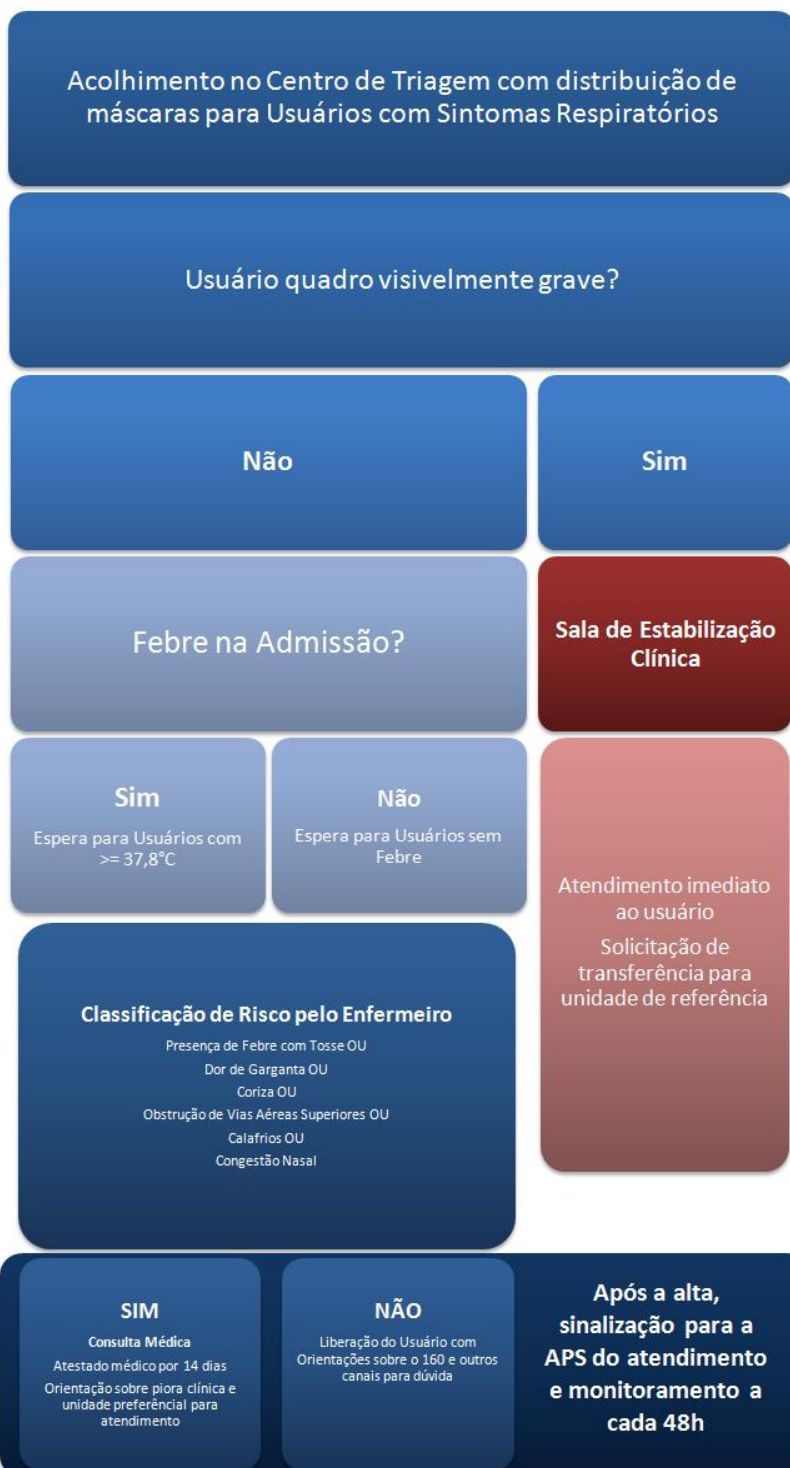 Acolhimento no Centro de Triagem com distribuição de
máscaras para Usuários com Sintomas Respiratórios
Usuário quadro visivelmente grave?
Não
Sim
Febre na Admissão?
Sala de Estabilização
Clínica
Sim
Espera para Usuários com
>= 37,8°C
Não
Espera para Usuários sem
Febre
Atendimento imediato
ao usuário
Solicitação de
transferência para
unidade de referência
Classificação de Risco pelo Enfermeiro
Presença de Febre com Tosse OU
Dor de Garganta OU
Coriza OU
Obstrução de Vias Aéreas Superiores OU
Calafrios OU
Congestão Nasal
SIM
Consulta Médica
Atestado médico por 14 dias
Orientação sobre piora clínica e
unidade preferêncial para
atendimento
NÃO
Liberação do Usuário com
Orientações sobre o 160 e outros
canais para dúvida
Após a alta,
sinalização para a
APS do atendimento
e monitoramento a
cada 48h